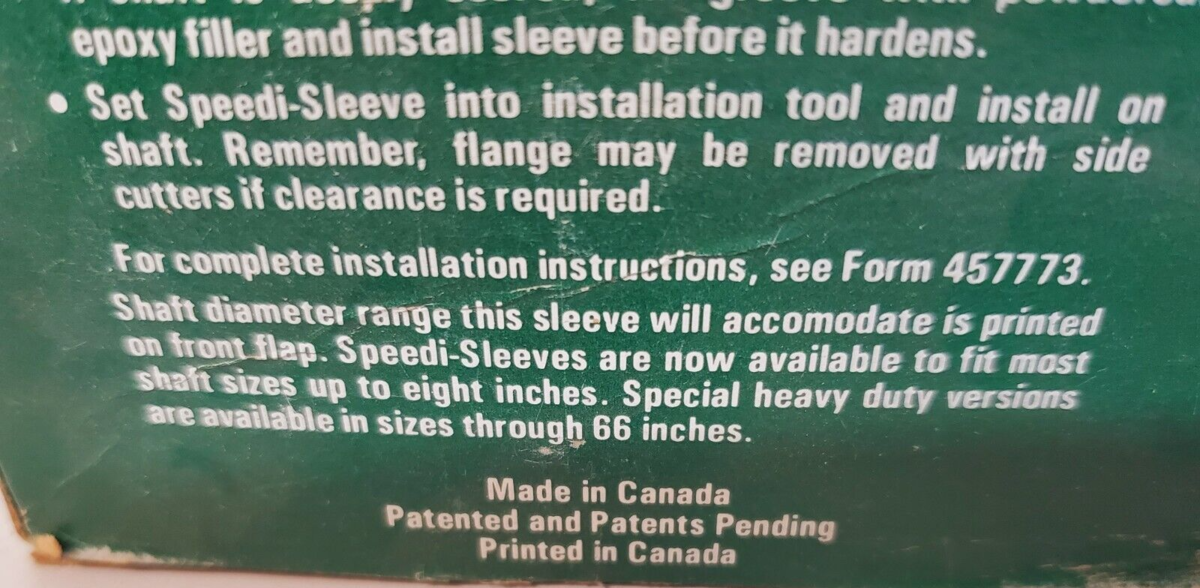 epoxy filler and install sleeve before it hardens.
• Set Speedi-Sleeve into installation tool and install on
shaft. Remember, flange may be removed with side
cutters if clearance is required.
For complete installation instructions, see Form 457773.
Shaft diameter range this sleeve will accomodate is printed
on front flap. Speedi-Sleeves are now available to fit most
shaft sizes up to eight inches. Special heavy duty versions
are available in sizes through 66 inches.
Made in Canada
Patented and Patents Pending
Printed in Canada